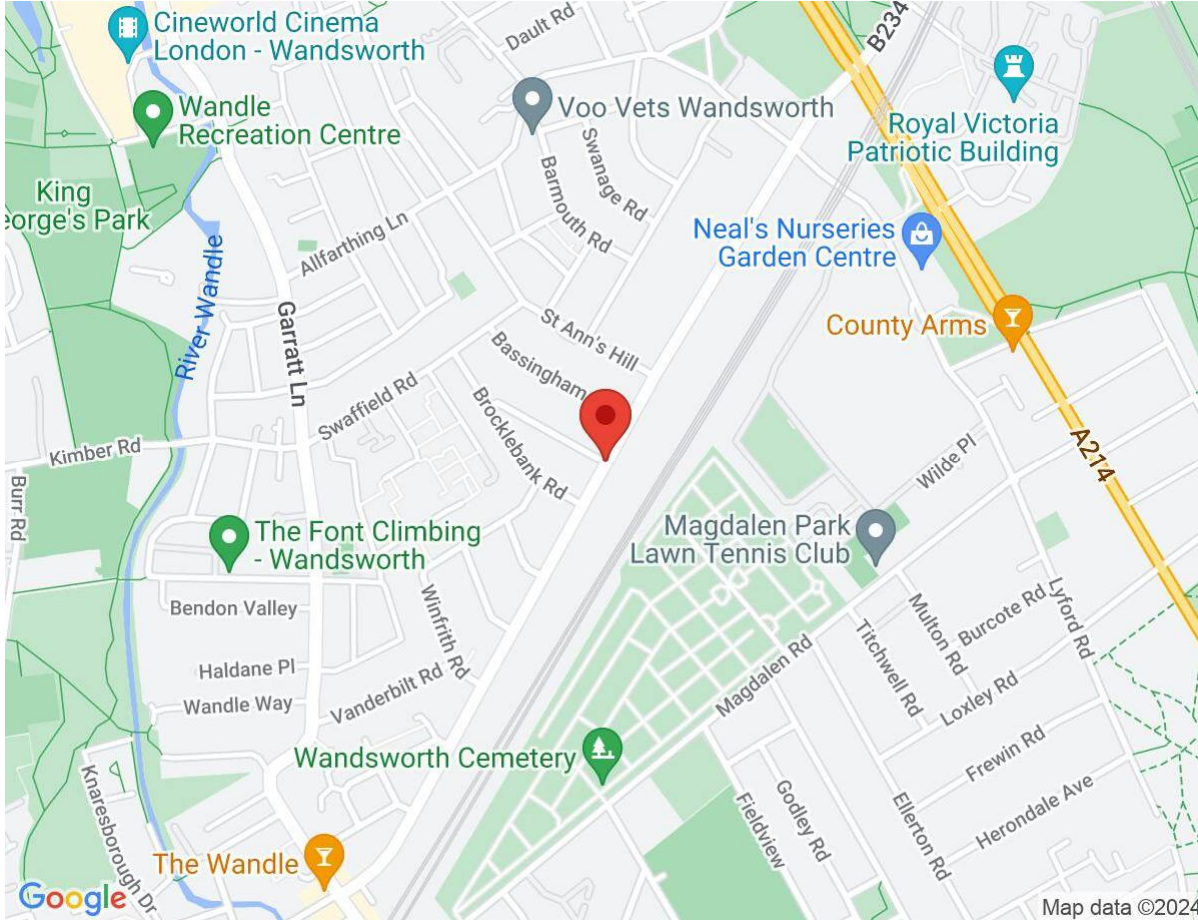 Cineworld Cinema
London - Wandsworth
Dault Rd
B234
Wandle
Recreation Centre
Voo Vets Wandsworth
Royal Victoria
Patriotic Building
Swanage Rd
Barmouth Rd
King
eorge's Park
Allfarthing Ln
Neal's Nurseries
Garden Centre
River Wandle
Garratt Ln
St Ann's Hill
County Arms
Bassingham
Swaffield Rd
Brocklebank Rd
Kimber Rd
A214
Wilde Pl
Burr Rd
The Font Climbing
- Wandsworth
Magdalen Park
Lawn Tennis Club
Bendon Valley
Winfrith Rd
Lyford Rd
Burcote Rd
Multon Rd
Titchwell Rd
Haldane Pl
Magdalen Rd
Loxley Rd
Wandle Way
Vanderbilt Rd
Wandsworth Cemetery
Frewin Rd
Knaresborough Dr
Fieldview
Godley Rd
Ellerton Rd
Herondale Ave
The Wandle
Google
Map data ©2024